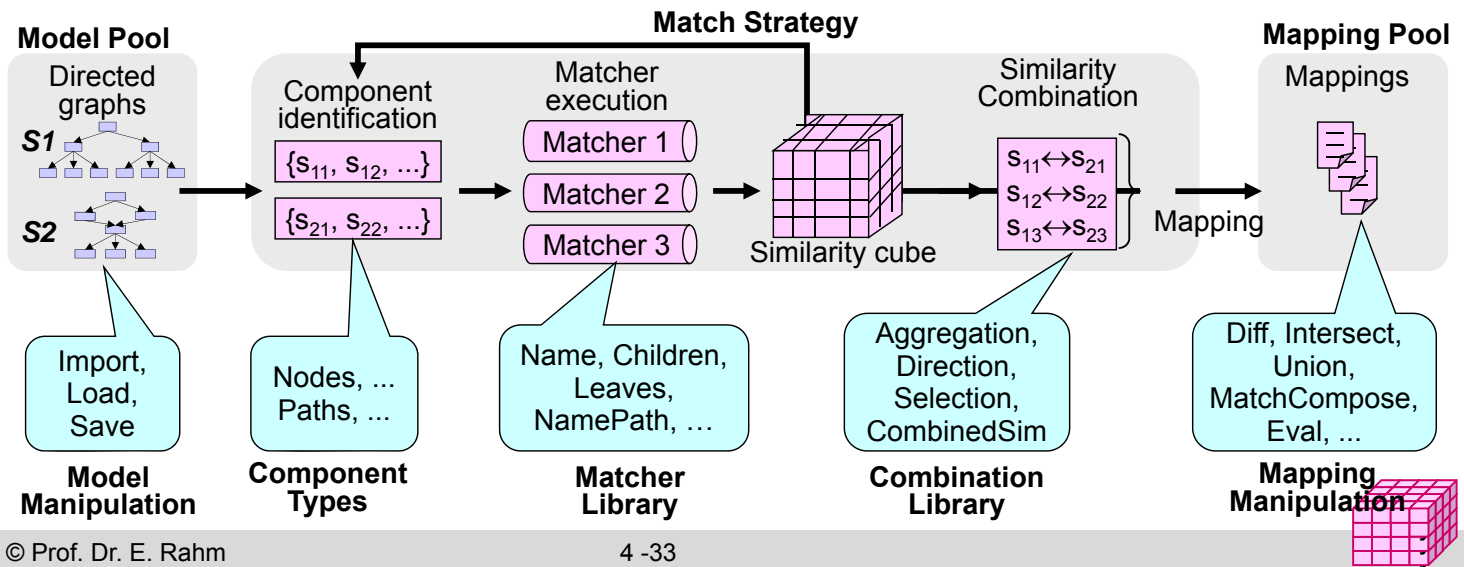 Match Strategy
Model Pool
Directed
graphs
S1
S2
Component
identification
{s11, s12, ...}
{s21, s22, ...}
Matcher
execution
Matcher 1
Matcher 2
Matcher 3
Similarity cube
Similarity
Combination
s11↔s21
s12↔s22
s13↔s23
Mapping
Mapping Pool
Mappings
Import,
Load,
Save
Nodes, ...
Paths, ...
Name, Children,
Leaves,
NamePath, …
Aggregation,
Direction,
Selection,
CombinedSim
Diff, Intersect,
Union,
MatchCompose,
Eval, ...
Model
Manipulation
Component
Types
Matcher
Library
Combination
Library
Mapping
Manipulation
© Prof. Dr. E. Rahm
4 -33